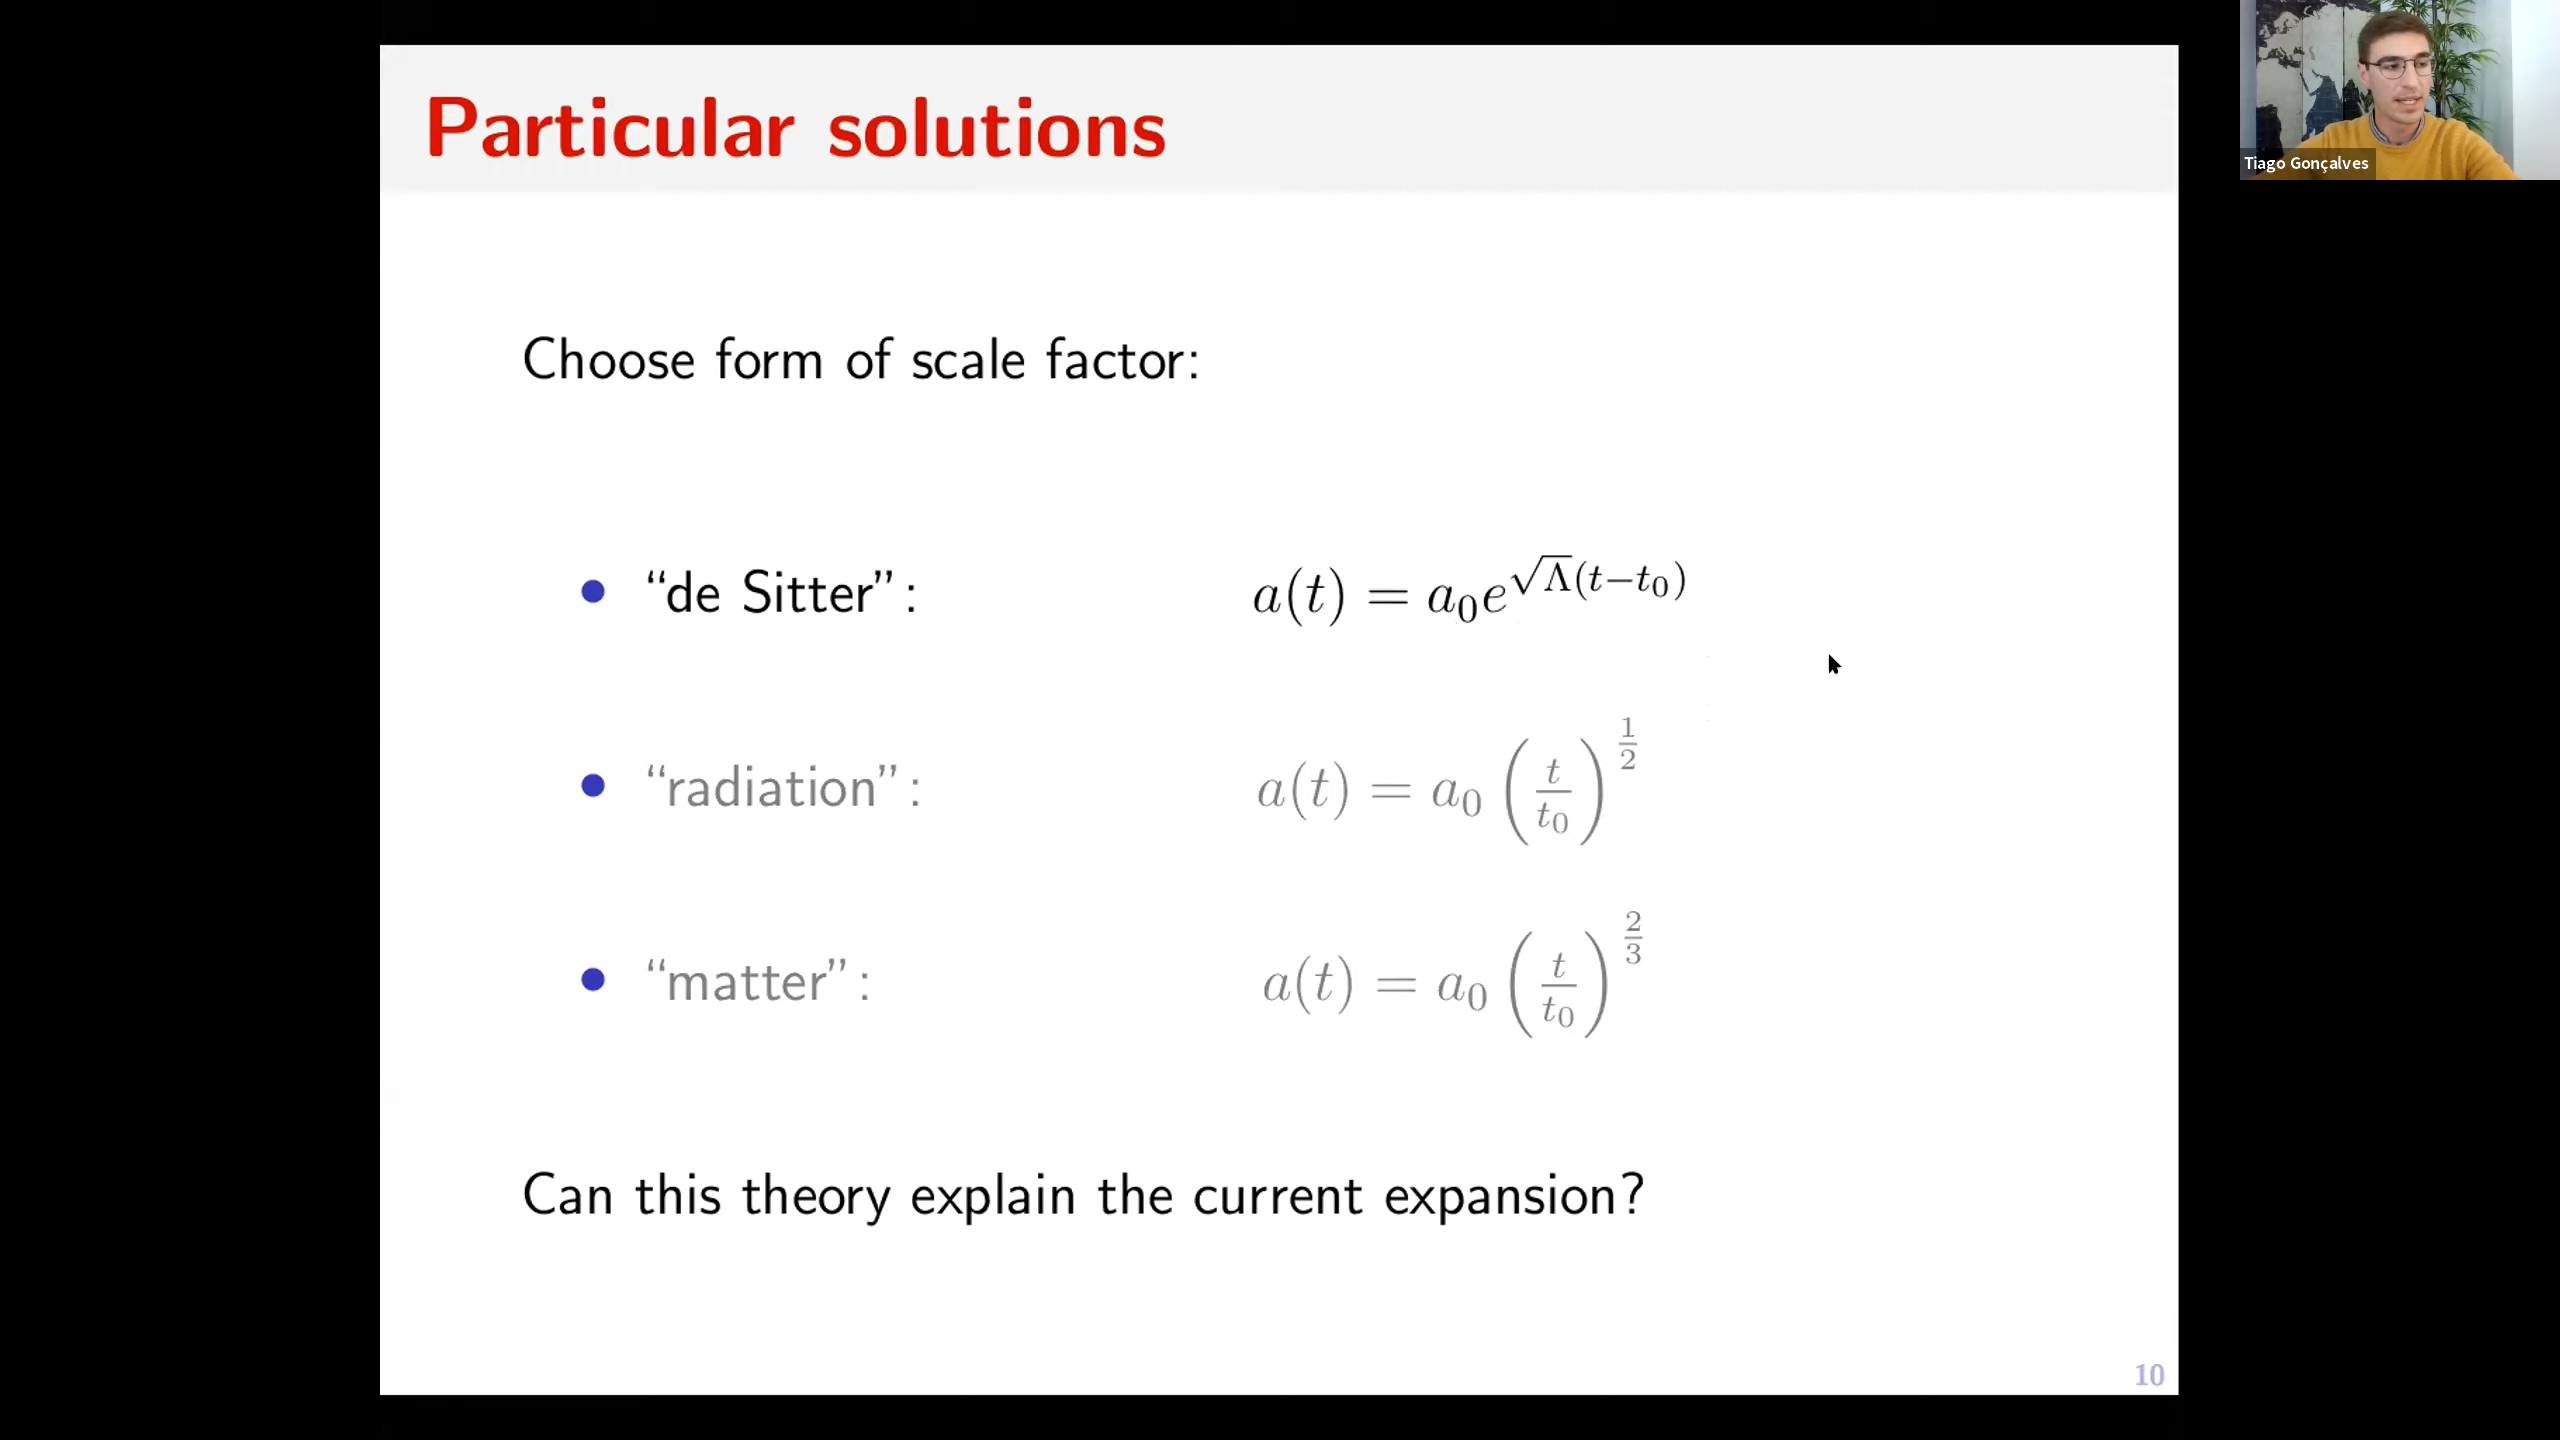 Particular solutions
Tiago Gonçalves
Choose form of scale factor:
• “de Sitter”: a(t) = a₀e^{√Λ(t−t₀)}
• “radiation”: a(t) = a₀ (t/t₀)^{1/2}
• “matter”: a(t) = a₀ (t/t₀)^{2/3}
Can this theory explain the current expansion?
10